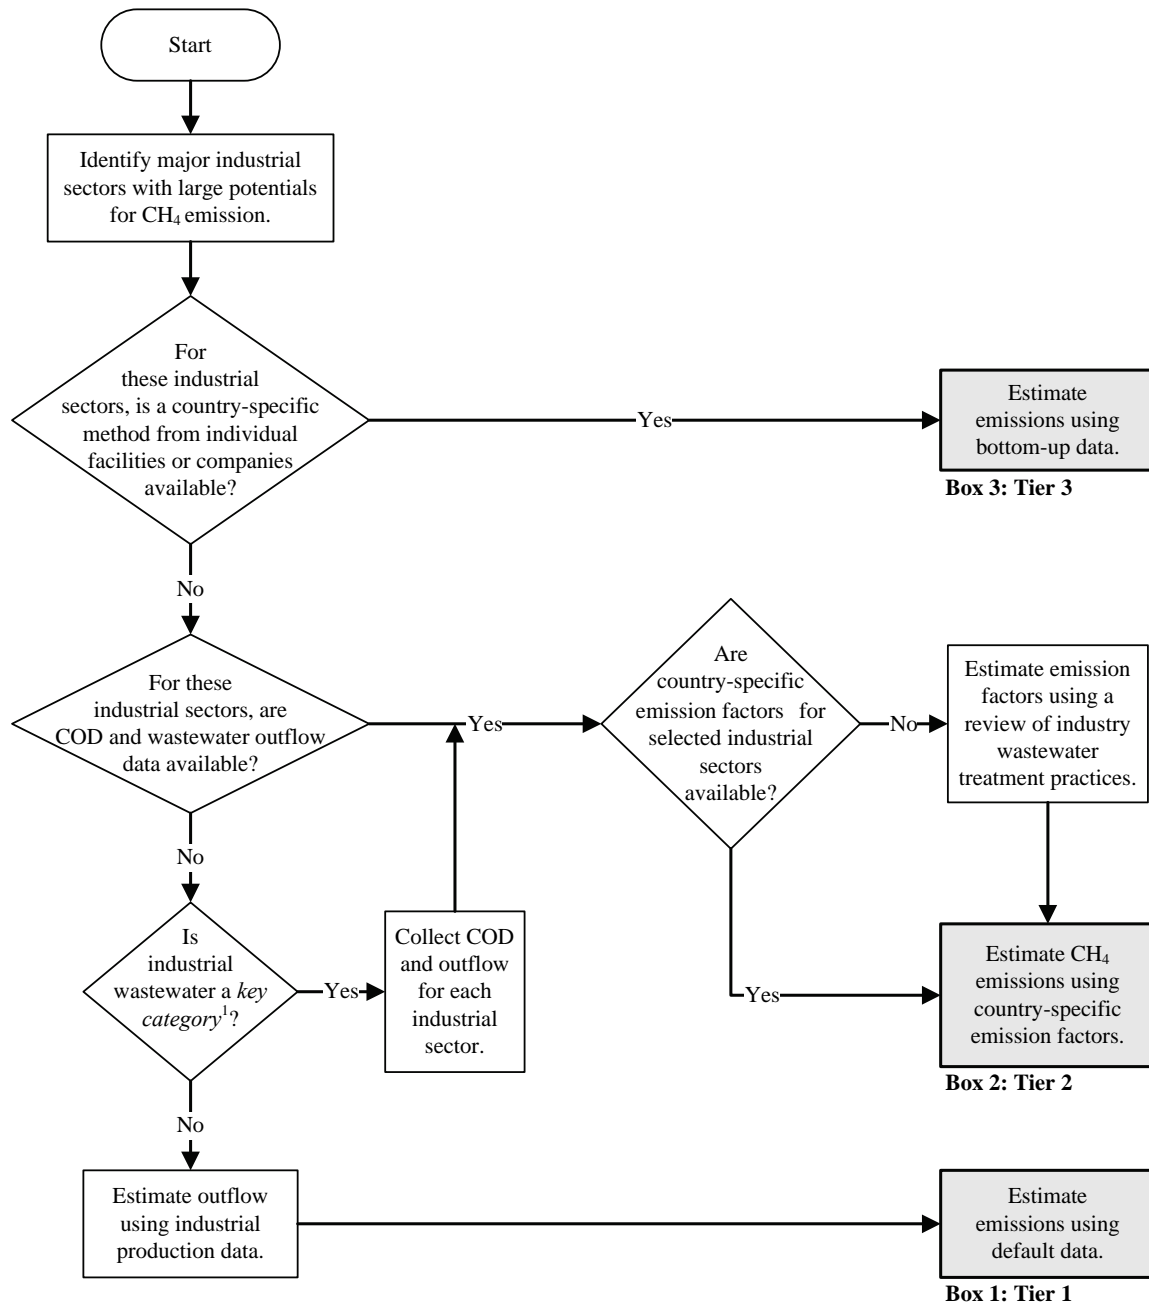 Start
Identify major industrial
sectors with large potentials
for CH₄ emission.
For
these industrial
sectors, is a country-specific
method from individual
facilities or companies
available?
Yes
Estimate
emissions using
bottom-up data.
Box 3: Tier 3
No
For these
industrial sectors, are
COD and wastewater outflow
data available?
Yes
Are
country-specific
emission factors for
selected industrial
sectors
available?
No
Estimate emission
factors using a
review of industry
wastewater
treatment practices.
No
Is
industrial
wastewater a key
category¹?
Yes
Collect COD
and outflow
for each
industrial
sector.
Yes
Estimate CH₄
emissions using
country-specific
emission factors.
Box 2: Tier 2
No
Estimate outflow
using industrial
production data.
Estimate
emissions using
default data.
Box 1: Tier 1